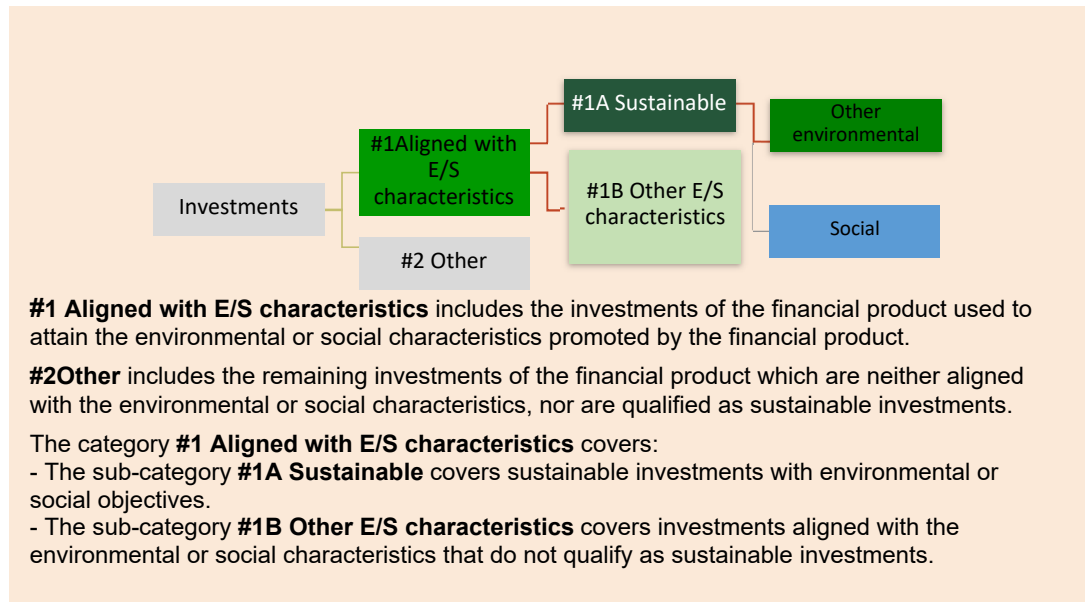 #1A Sustainable
Other
environmental
#1Aligned with
E/S
characteristics
#1B Other E/S
characteristics
Investments
Social
#2 Other
#1 Aligned with E/S characteristics includes the investments of the financial product used to
attain the environmental or social characteristics promoted by the financial product.
#2Other includes the remaining investments of the financial product which are neither aligned
with the environmental or social characteristics, nor are qualified as sustainable investments.
The category #1 Aligned with E/S characteristics covers:
- The sub-category #1A Sustainable covers sustainable investments with environmental or
social objectives.
- The sub-category #1B Other E/S characteristics covers investments aligned with the
environmental or social characteristics that do not qualify as sustainable investments.